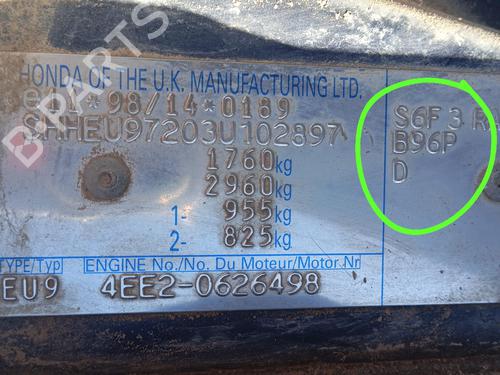 HONDA OF THE U.K. MANUFACTURING LTD.
*98/14*0189
SHHEU97203U102897
1760kg
2960kg
1- 955kg
2- 825kg
S6F 3
B96P
D
TYPE/Typ ENGINE No./No. Du Moteur/Motor.Nr
EU9 4EE2-0626498
B-PARTS